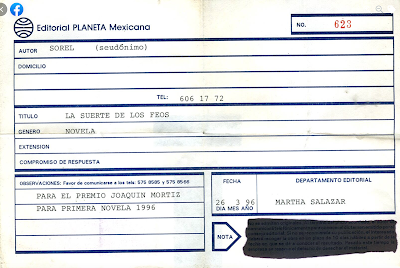 Editorial PLANETA Mexicana
NO. 623
AUTOR SOREL (seudónimo)
DOMICILIO
TEL: 606 17 72
TITULO LA SUERTE DE LOS FEOS
GENERO NOVELA
EXTENSION
COMPROMISO DE RESPUESTA
OBSERVACIONES: Favor de comunicarse a los tels: 575 8585 y 575 8566
PARA EL PREMIO JOAQUIN MORTIZ
PARA PRIMERA NOVELA 1996
FECHA
26 3 96
DIA MES AÑO
DEPARTAMENTO EDITORIAL
MARTHA SALAZAR
NOTA